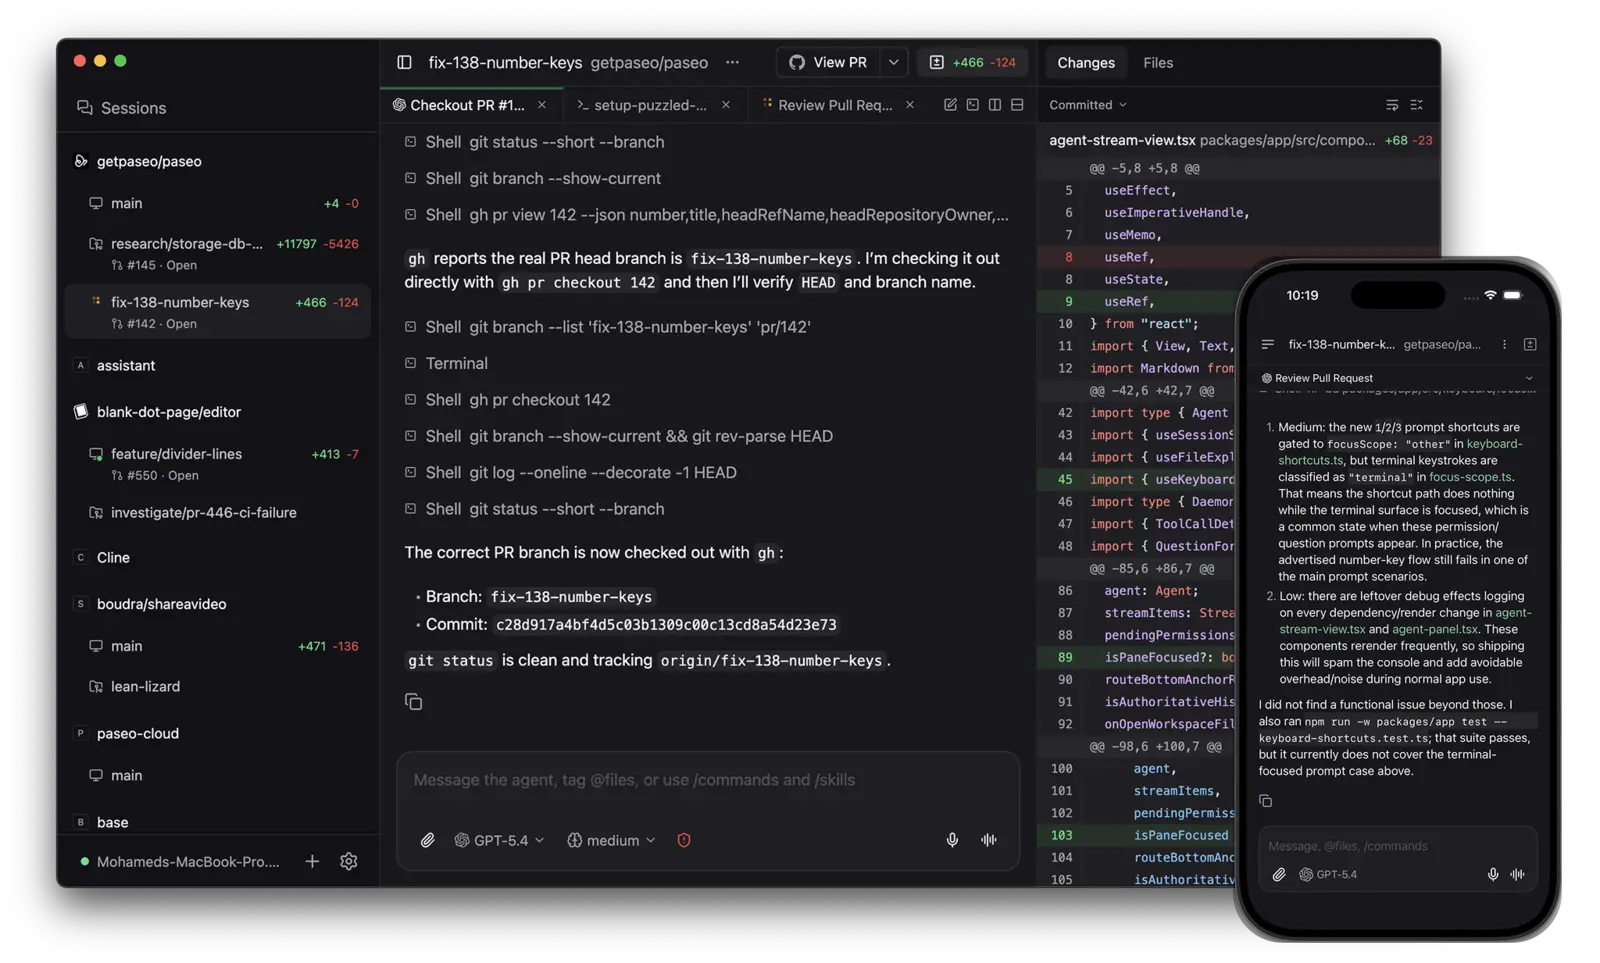 Sessions
getpaseo/paseo
main +4 -0
research/storage-db-... +11797 -5426
#145 · Open
fix-138-number-keys +466 -124
#142 · Open
A assistant
blank-dot-page/editor
feature/divider-lines +413 -7
#550 · Open
investigate/pr-446-ci-failure
C Cline
S boudra/shareavideo
main +471 -136
lean-lizard
P paseo-cloud
main
B base
Mohameds-MacBook-Pro....
fix-138-number-keys getpaseo/paseo
View PR
+466 -124
Checkout PR #1...
setup-puzzled-...
Review Pull Req...
Shell git status --short --branch
Shell git branch --show-current
Shell gh pr view 142 --json number,title,headRefName,headRepositoryOwner,...
gh reports the real PR head branch is fix-138-number-keys. I'm checking it out
directly with gh pr checkout 142 and then I'll verify HEAD and branch name.
Shell git branch --list 'fix-138-number-keys' 'pr/142'
Terminal
Shell gh pr checkout 142
Shell git branch --show-current && git rev-parse HEAD
Shell git log --oneline --decorate -1 HEAD
Shell git status --short --branch
The correct PR branch is now checked out with gh:
• Branch: fix-138-number-keys
• Commit: c28d917a4bf4d5c03b1309c00c13cd8a54d23e73
git status is clean and tracking origin/fix-138-number-keys.
Message the agent, tag @files, or use /commands and /skills
GPT-5.4 medium
Changes Files
Committed
agent-stream-view.tsx packages/app/src/compo... +68 -23
@@ -5,8 +5,8 @@
5 useEffect,
6 useImperativeHandle,
7 useMemo,
8 useRef,
8 useState,
9 useRef,
10 } from "react";
11 import { View, Text,
12 import Markdown from
@@ -42,6 +42,7 @@
42 import type { Agent
43 import { useSessionS
44 import { useFileExpl
45 import { useKeyboard
46 import type { Daemon
47 import { ToolCallDet
48 import { QuestionFor
@@ -85,6 +86,7 @@
86 agent: Agent;
87 streamItems: Strea
88 pendingPermissions
89 isPaneFocused?: bo
90 routeBottomAnchorR
91 isAuthoritativeHis
92 onOpenWorkspaceFil
@@ -98,6 +100,7 @@
100 agent,
101 streamItems,
102 pendingPermiss
103 isPaneFocused
104 routeBottomAnc
105 isAuthoritativ
10:19
fix-138-number-k... getpaseo/pa...
Review Pull Request
1. Medium: the new 1/2/3 prompt shortcuts are
gated to focusScope: "other" in keyboard-
shortcuts.ts, but terminal keystrokes are
classified as "terminal" in focus-scope.ts.
That means the shortcut path does nothing
while the terminal surface is focused, which is
a common state when these permission/
question prompts appear. In practice, the
advertised number-key flow still fails in one of
the main prompt scenarios.
2. Low: there are leftover debug effects logging
on every dependency/render change in agent-
stream-view.tsx and agent-panel.tsx. These
components rerender frequently, so shipping
this will spam the console and add avoidable
overhead/noise during normal app use.
I did not find a functional issue beyond those. I
also ran npm run -w packages/app test --
keyboard-shortcuts.test.ts; that suite passes,
but it currently does not cover the terminal-
focused prompt case above.
Message, @files, /commands
GPT-5.4